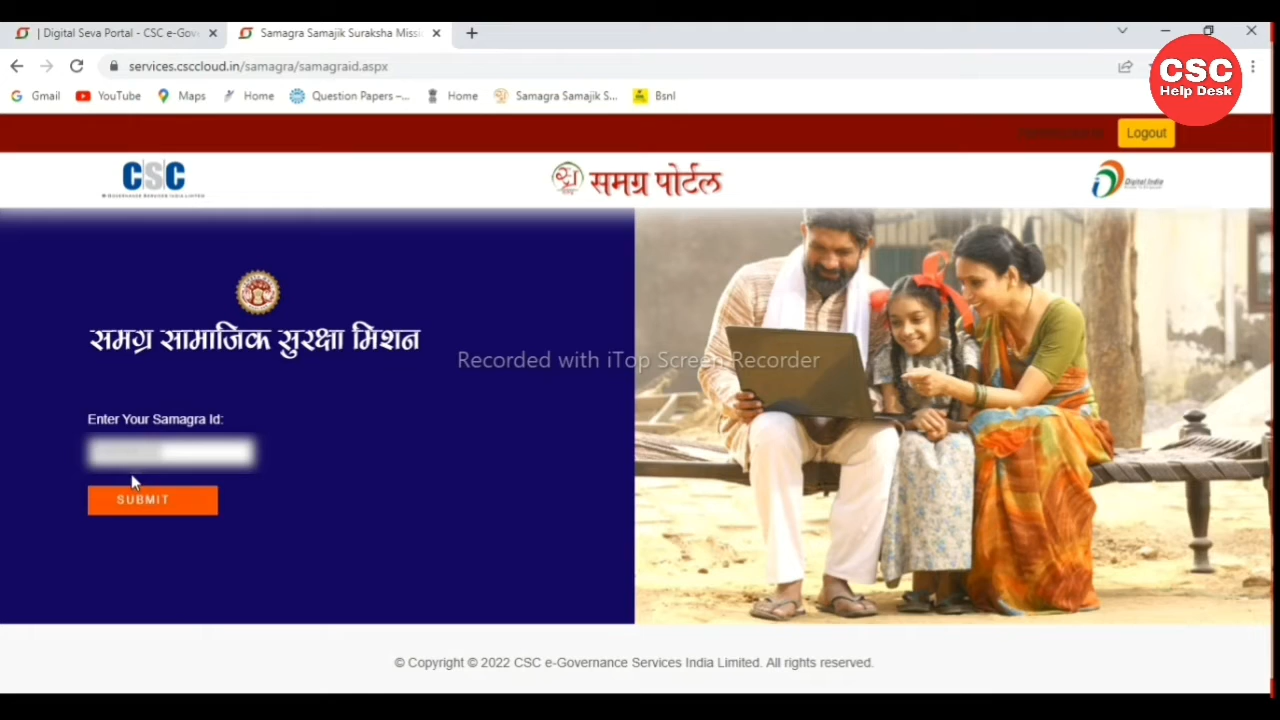 | Digital Seva Portal - CSC e-Gov
Samagra Samajik Suraksha Missi
services.csccloud.in/samagra/samagraid.aspx
Gmail
YouTube
Maps
Home
Question Papers –...
Home
Samagra Samajik S...
Bsnl
CSC
Help Desk
Logout
CSC
समग्र पोर्टल
Digital India
समग्र सामाजिक सुरक्षा मिशन
Recorded with iTop Screen Recorder
Enter Your Samagra Id:
SUBMIT
© Copyright © 2022 CSC e-Governance Services India Limited. All rights reserved.